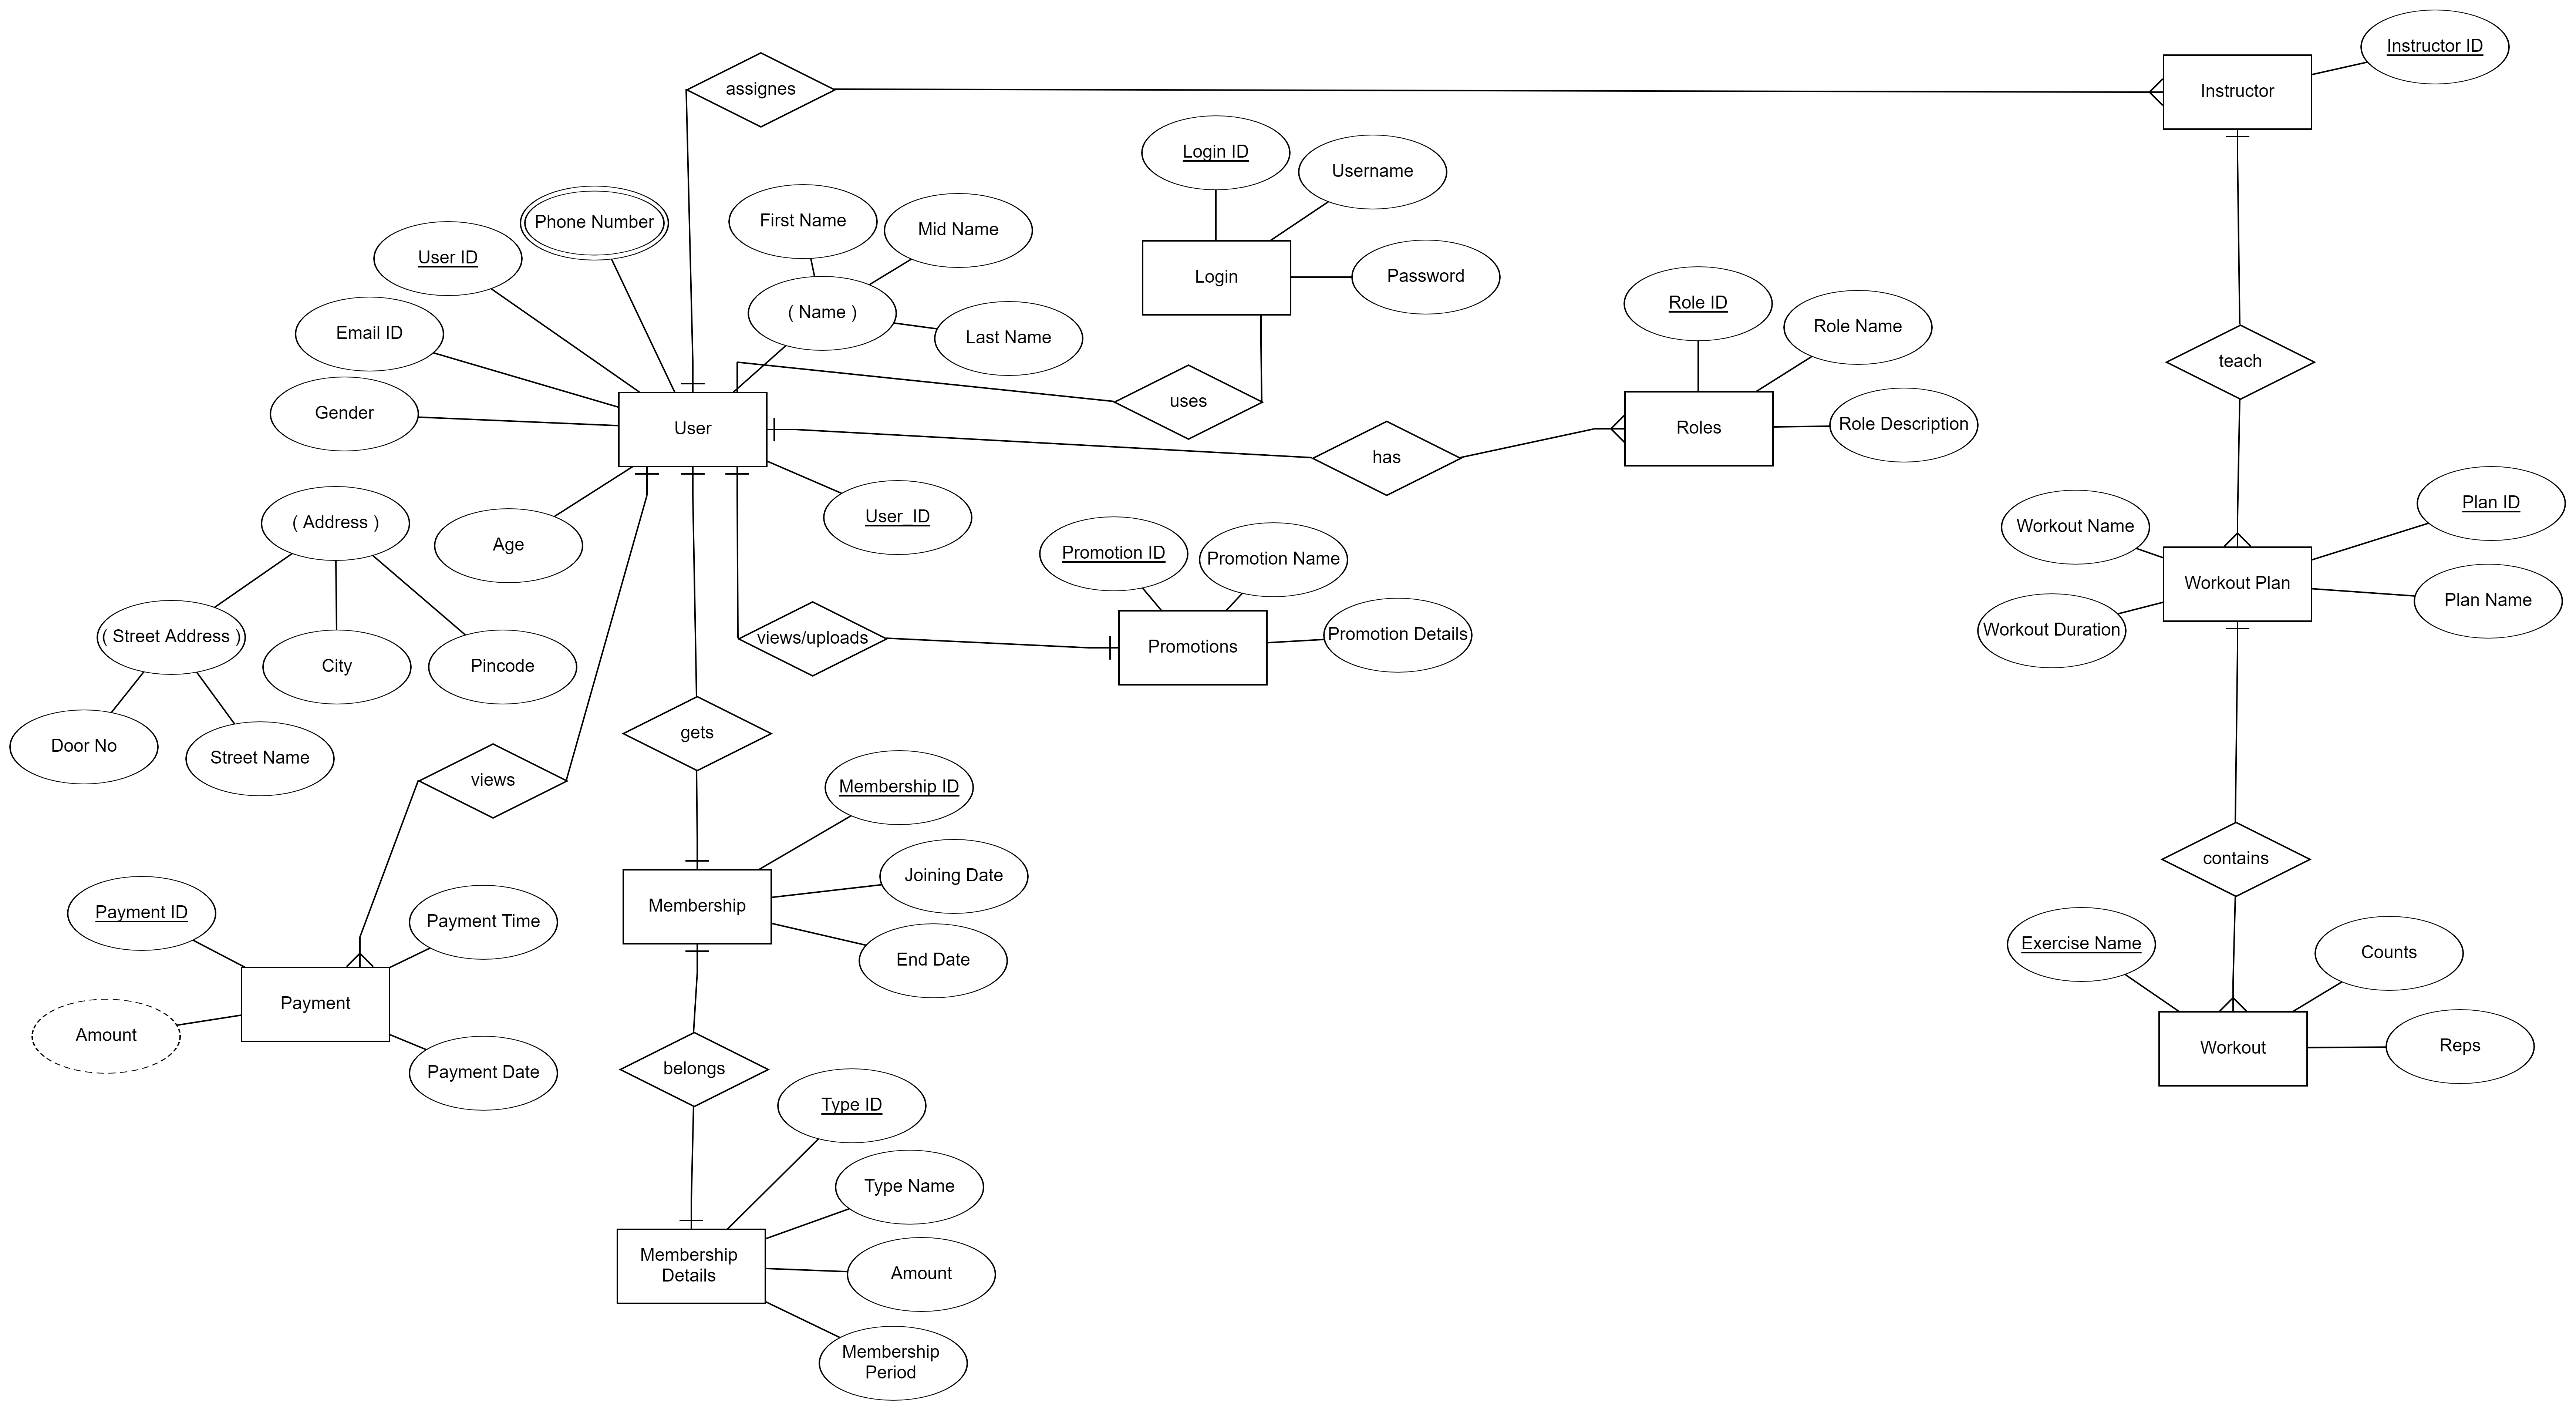 Instructor ID
assignes
Instructor
Login ID
Username
Phone Number
First Name
Mid Name
User ID
Login
Password
( Name )
Role ID
Role Name
Email ID
Last Name
teach
Gender
uses
User
Roles
Role Description
has
Plan ID
( Address )
User_ID
Workout Name
Age
Promotion ID
Promotion Name
Workout Plan
Plan Name
( Street Address )
views/uploads
Promotions
Promotion Details
Workout Duration
City
Pincode
gets
Door No
Street Name
views
Membership ID
contains
Joining Date
Membership
Payment ID
Payment Time
Exercise Name
Counts
End Date
Payment
Amount
Workout
Reps
Payment Date
belongs
Type ID
Type Name
Membership
Details
Amount
Membership
Period